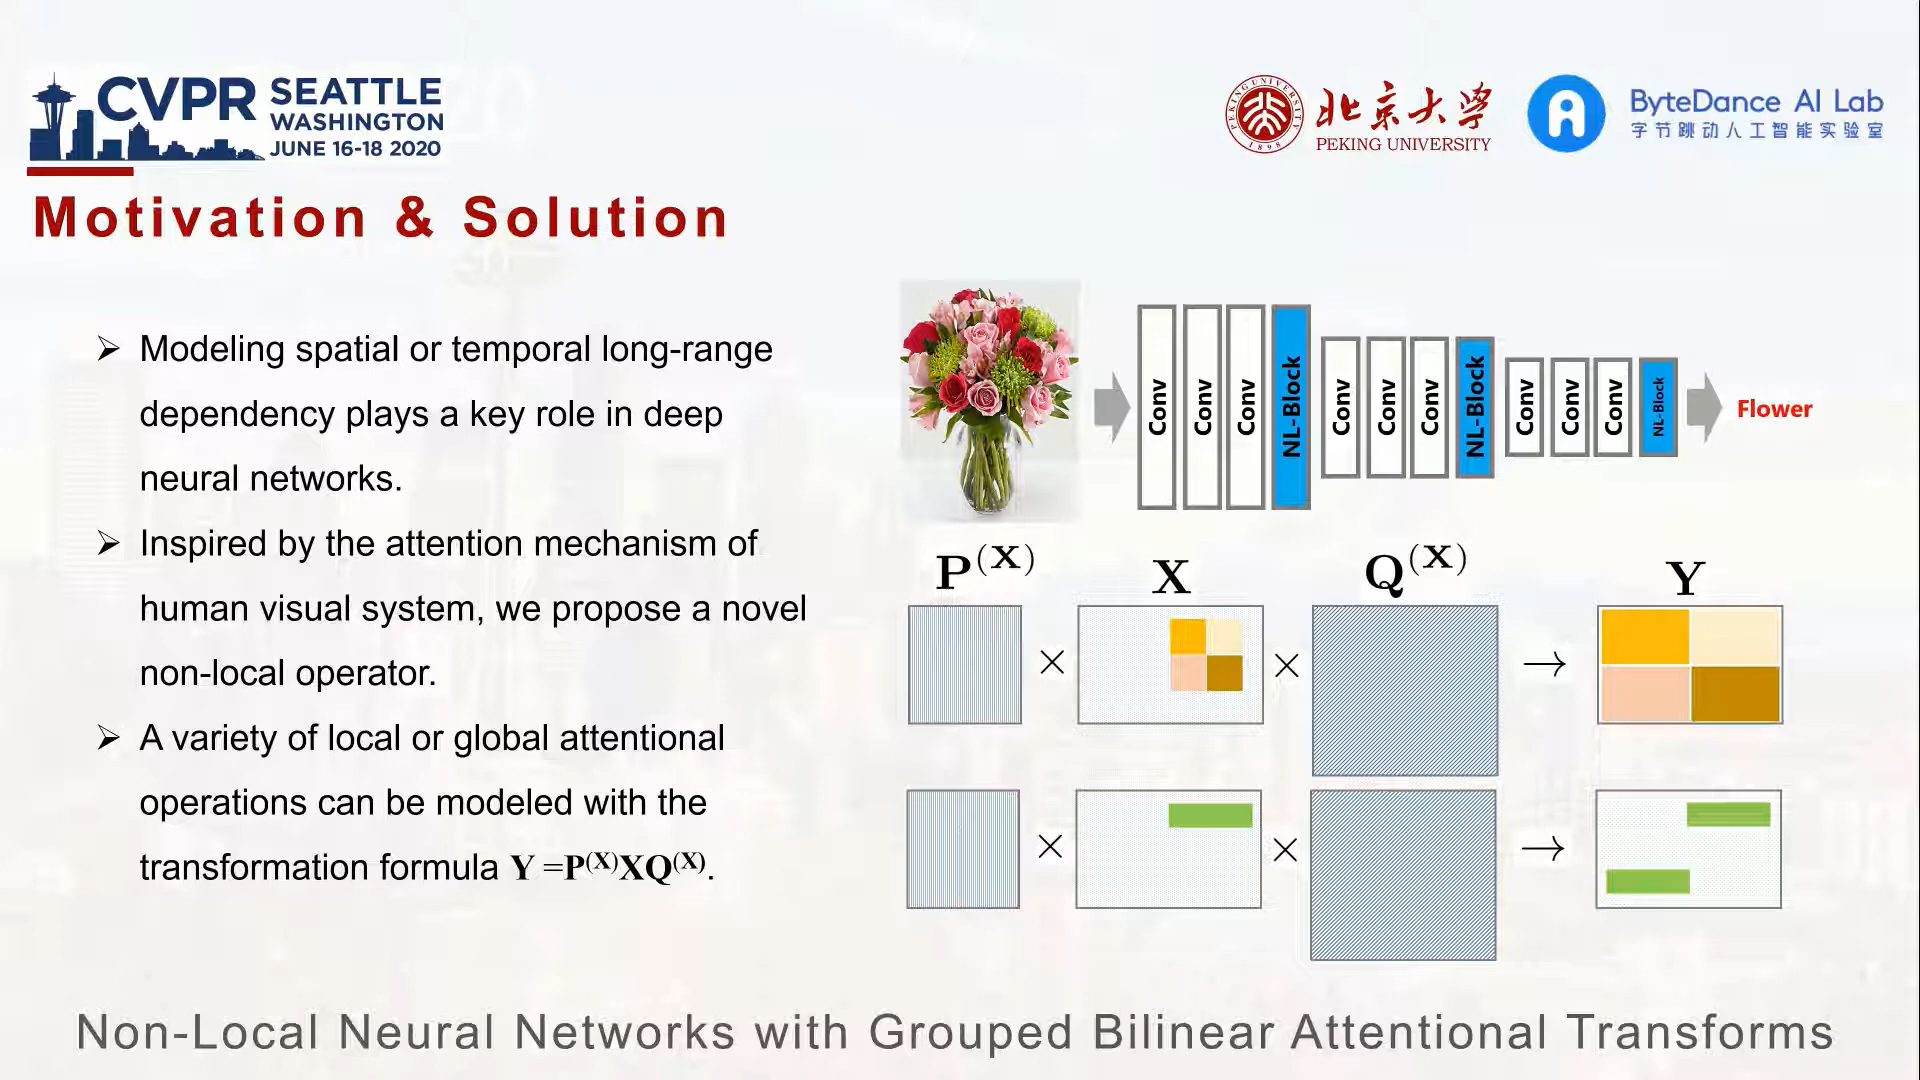 CVPR
SEATTLE
WASHINGTON
JUNE 16-18 2020
PEKING UNIVERSITY
1898
北京大学
PEKING UNIVERSITY
ByteDance AI Lab
字节跳动人工智能实验室
Motivation & Solution
➢ Modeling spatial or temporal long-range
dependency plays a key role in deep
neural networks.
➢ Inspired by the attention mechanism of
human visual system, we propose a novel
non-local operator.
➢ A variety of local or global attentional
operations can be modeled with the
transformation formula Y =P(X)XQ(X).
Conv
Conv
Conv
NL-Block
Conv
Conv
Conv
NL-Block
Conv
Conv
Conv
NL-Block
Flower
P(X) X Q(X) Y
× × →
× × →
Non-Local Neural Networks with Grouped Bilinear Attentional Transforms